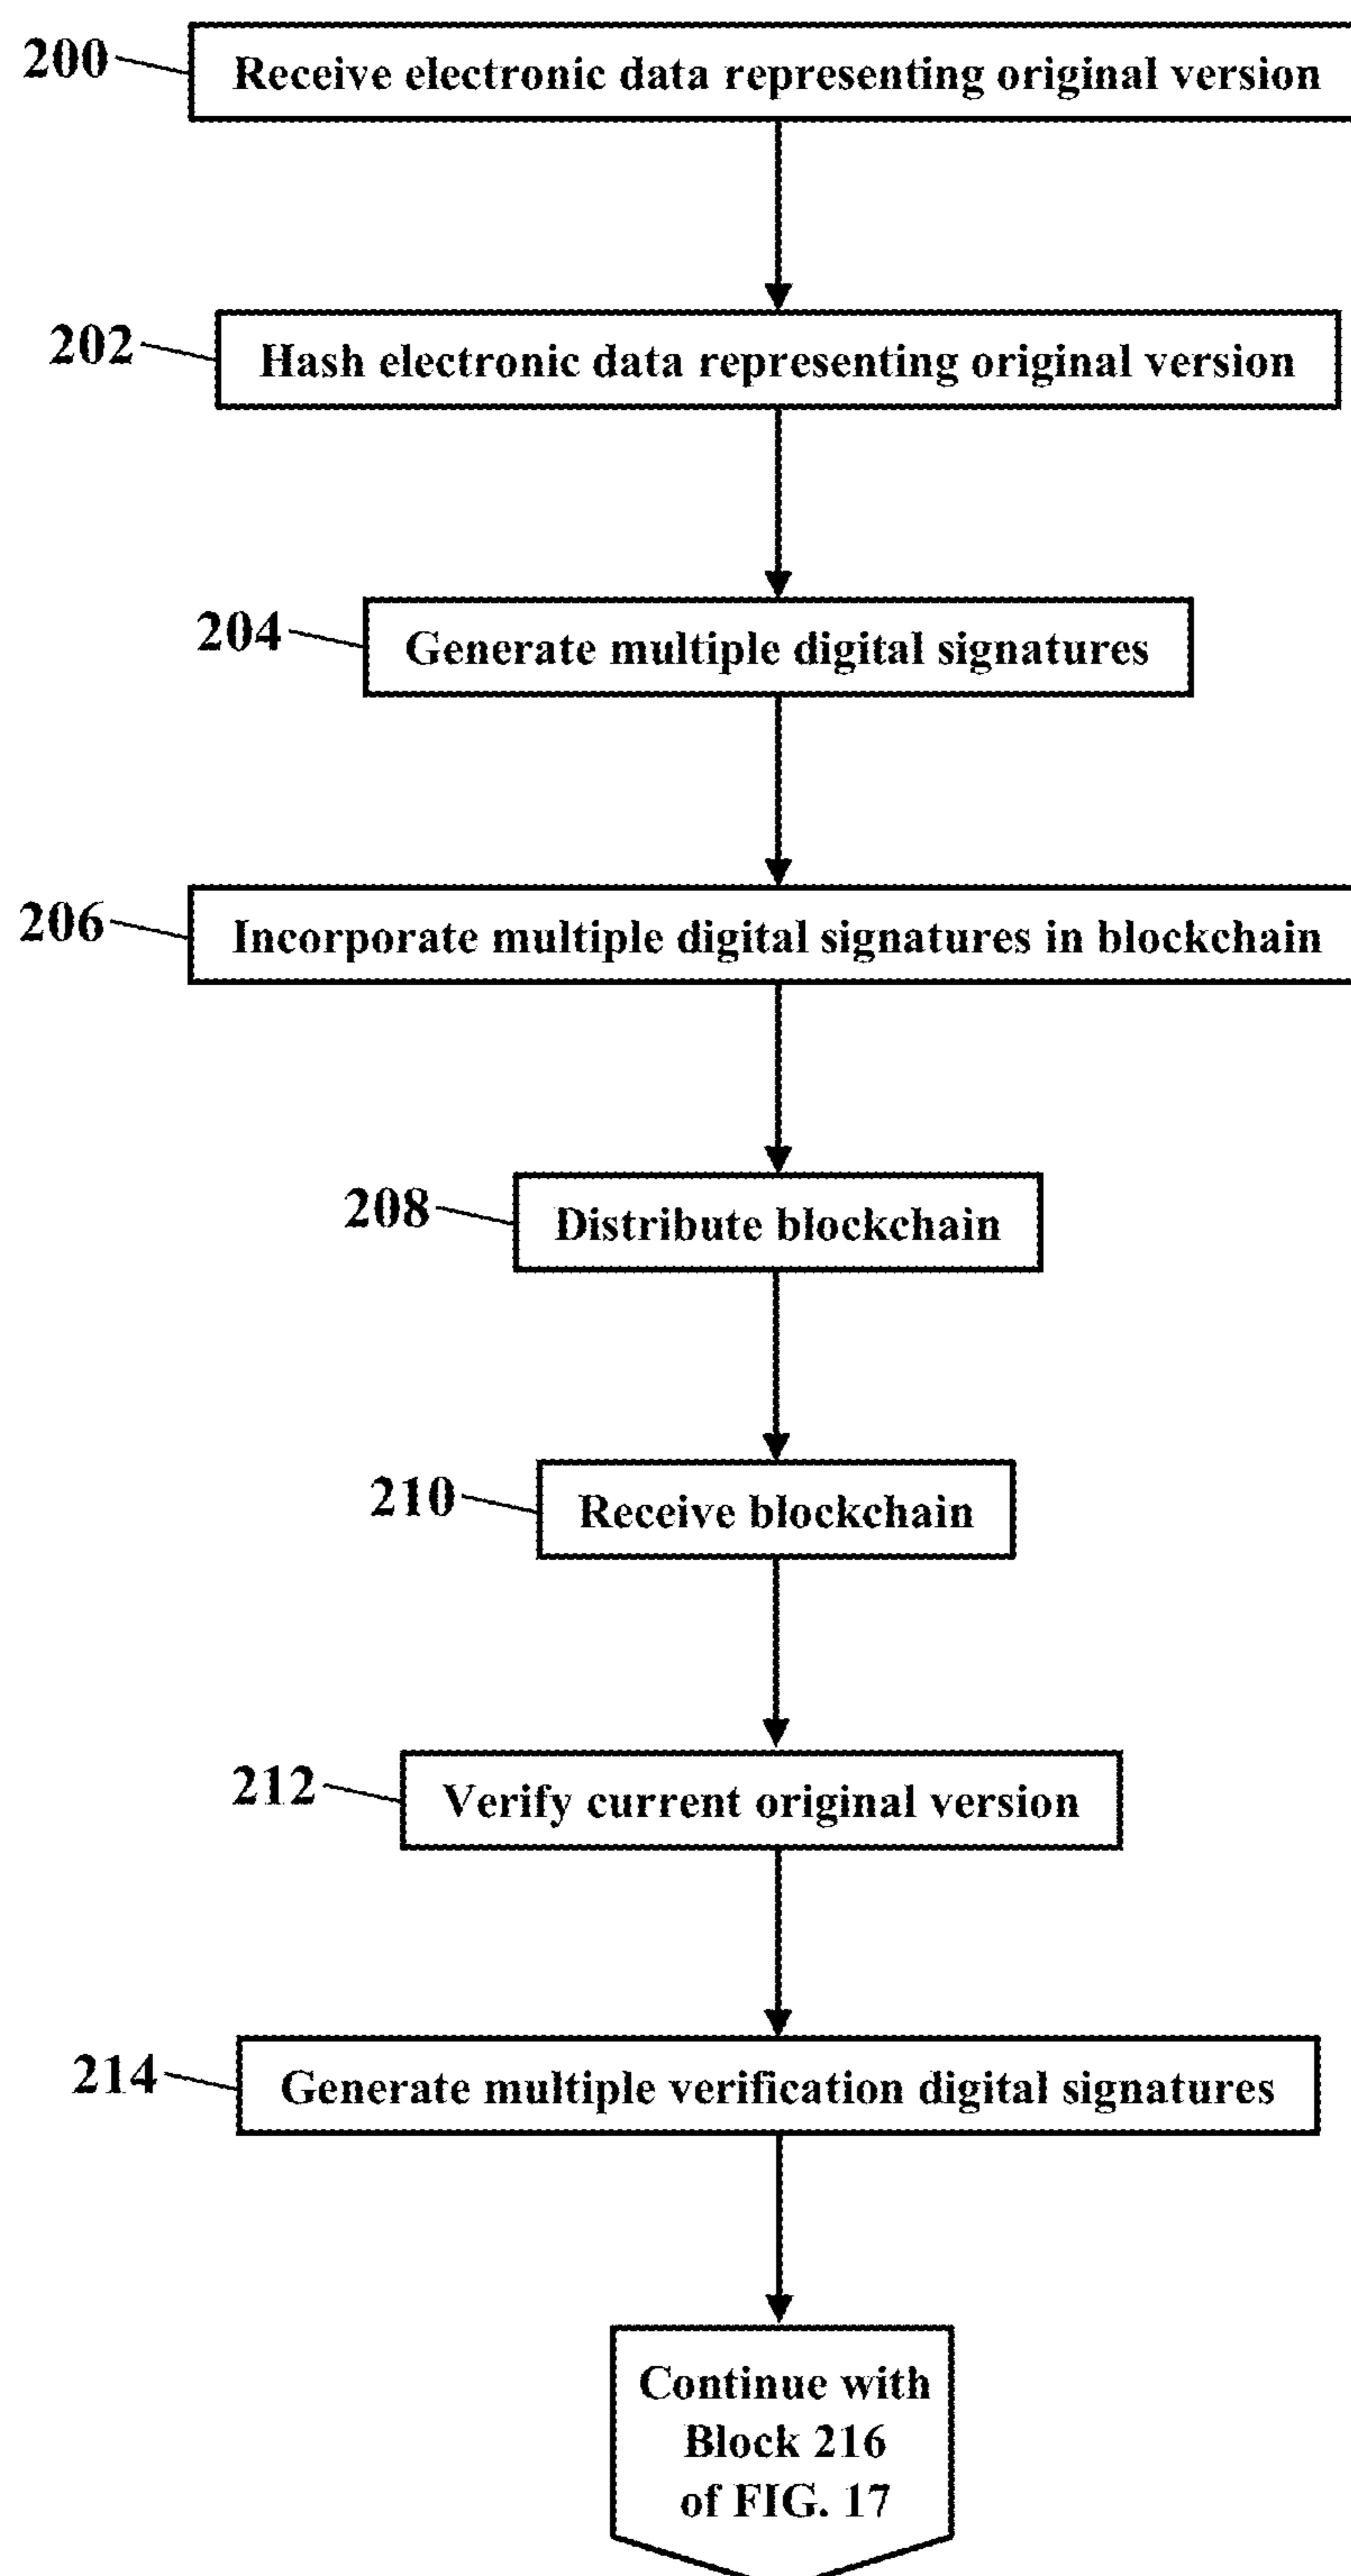 200
Receive electronic data representing original version
202
Hash electronic data representing original version
204
Generate multiple digital signatures
206
Incorporate multiple digital signatures in blockchain
208
Distribute blockchain
210
Receive blockchain
212
Verify current original version
214
Generate multiple verification digital signatures
Continue with
Block 216
of FIG. 17